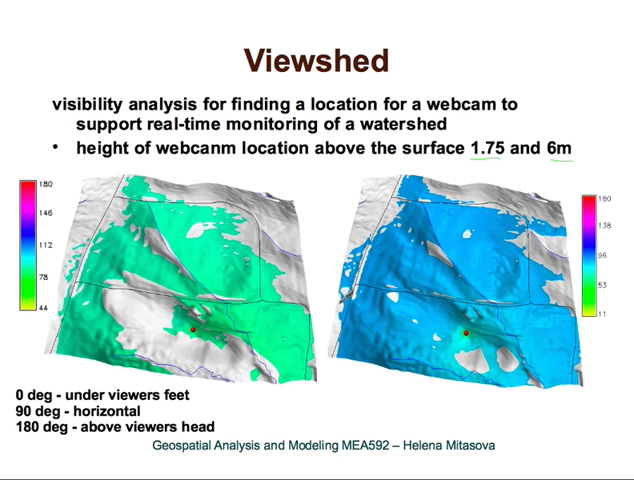 Viewshed
visibility analysis for finding a location for a webcam to
support real-time monitoring of a watershed
• height of webcanm location above the surface 1.75 and 6m
180
146
112
78
44
180
138
96
53
11
0 deg - under viewers feet
90 deg - horizontal
180 deg - above viewers head
Geospatial Analysis and Modeling MEA592 – Helena Mitasova